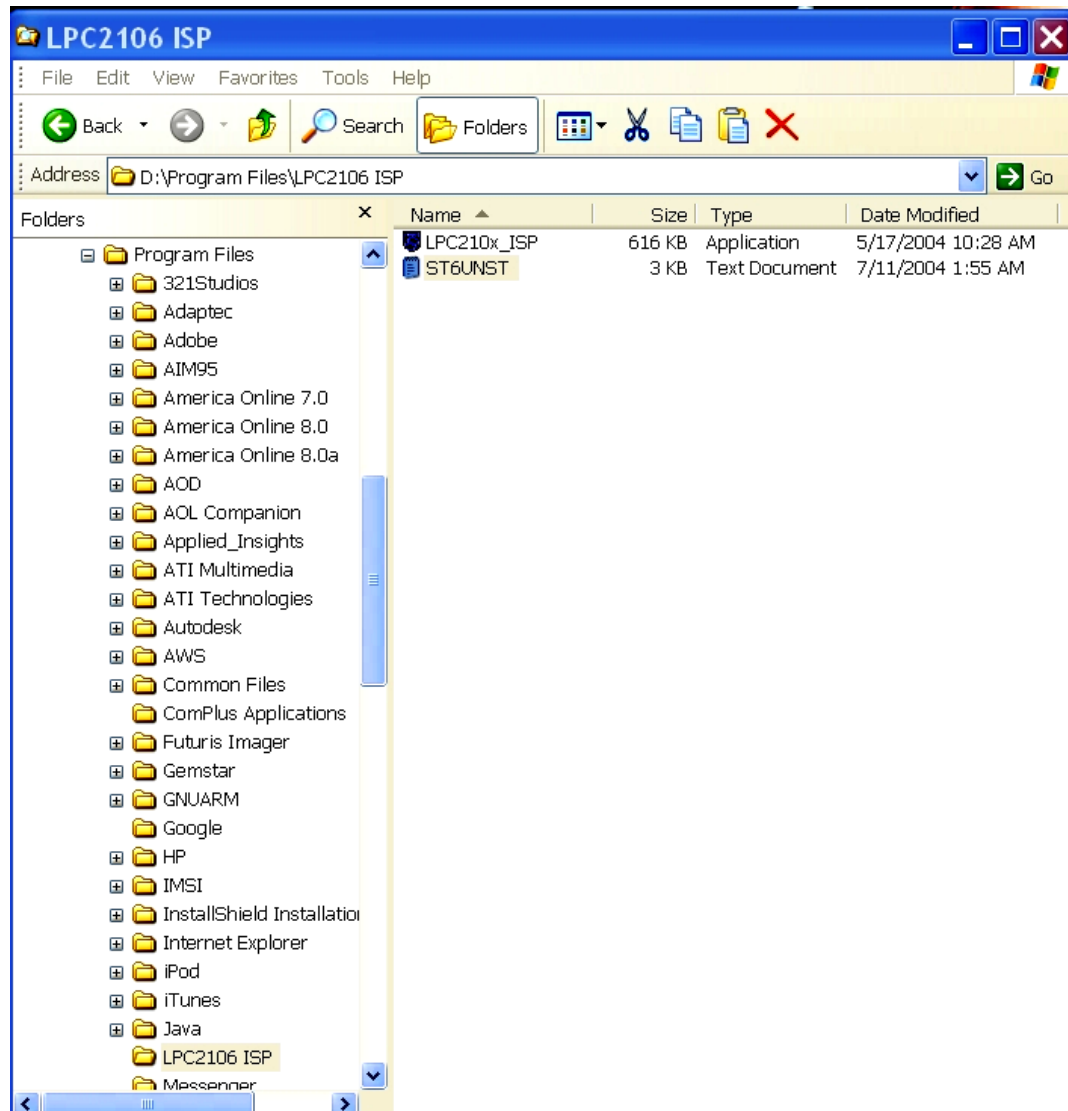 LPC2106 ISP
File Edit View Favorites Tools Help
Back Search Folders
Address D:\Program Files\LPC2106 ISP Go
Folders x
Name Size Type Date Modified
LPC210x_ISP 616 KB Application 5/17/2004 10:28 AM
ST6UNST 3 KB Text Document 7/11/2004 1:55 AM
Program Files
321Studios
Adaptec
Adobe
AIM95
America Online 7.0
America Online 8.0
America Online 8.0a
AOD
AOL Companion
Applied_Insights
ATI Multimedia
ATI Technologies
Autodesk
AWS
Common Files
ComPlus Applications
Futuris Imager
Gemstar
GNUARM
Google
HP
IMSI
InstallShield Installation
Internet Explorer
iPod
iTunes
Java
LPC2106 ISP
Messenger